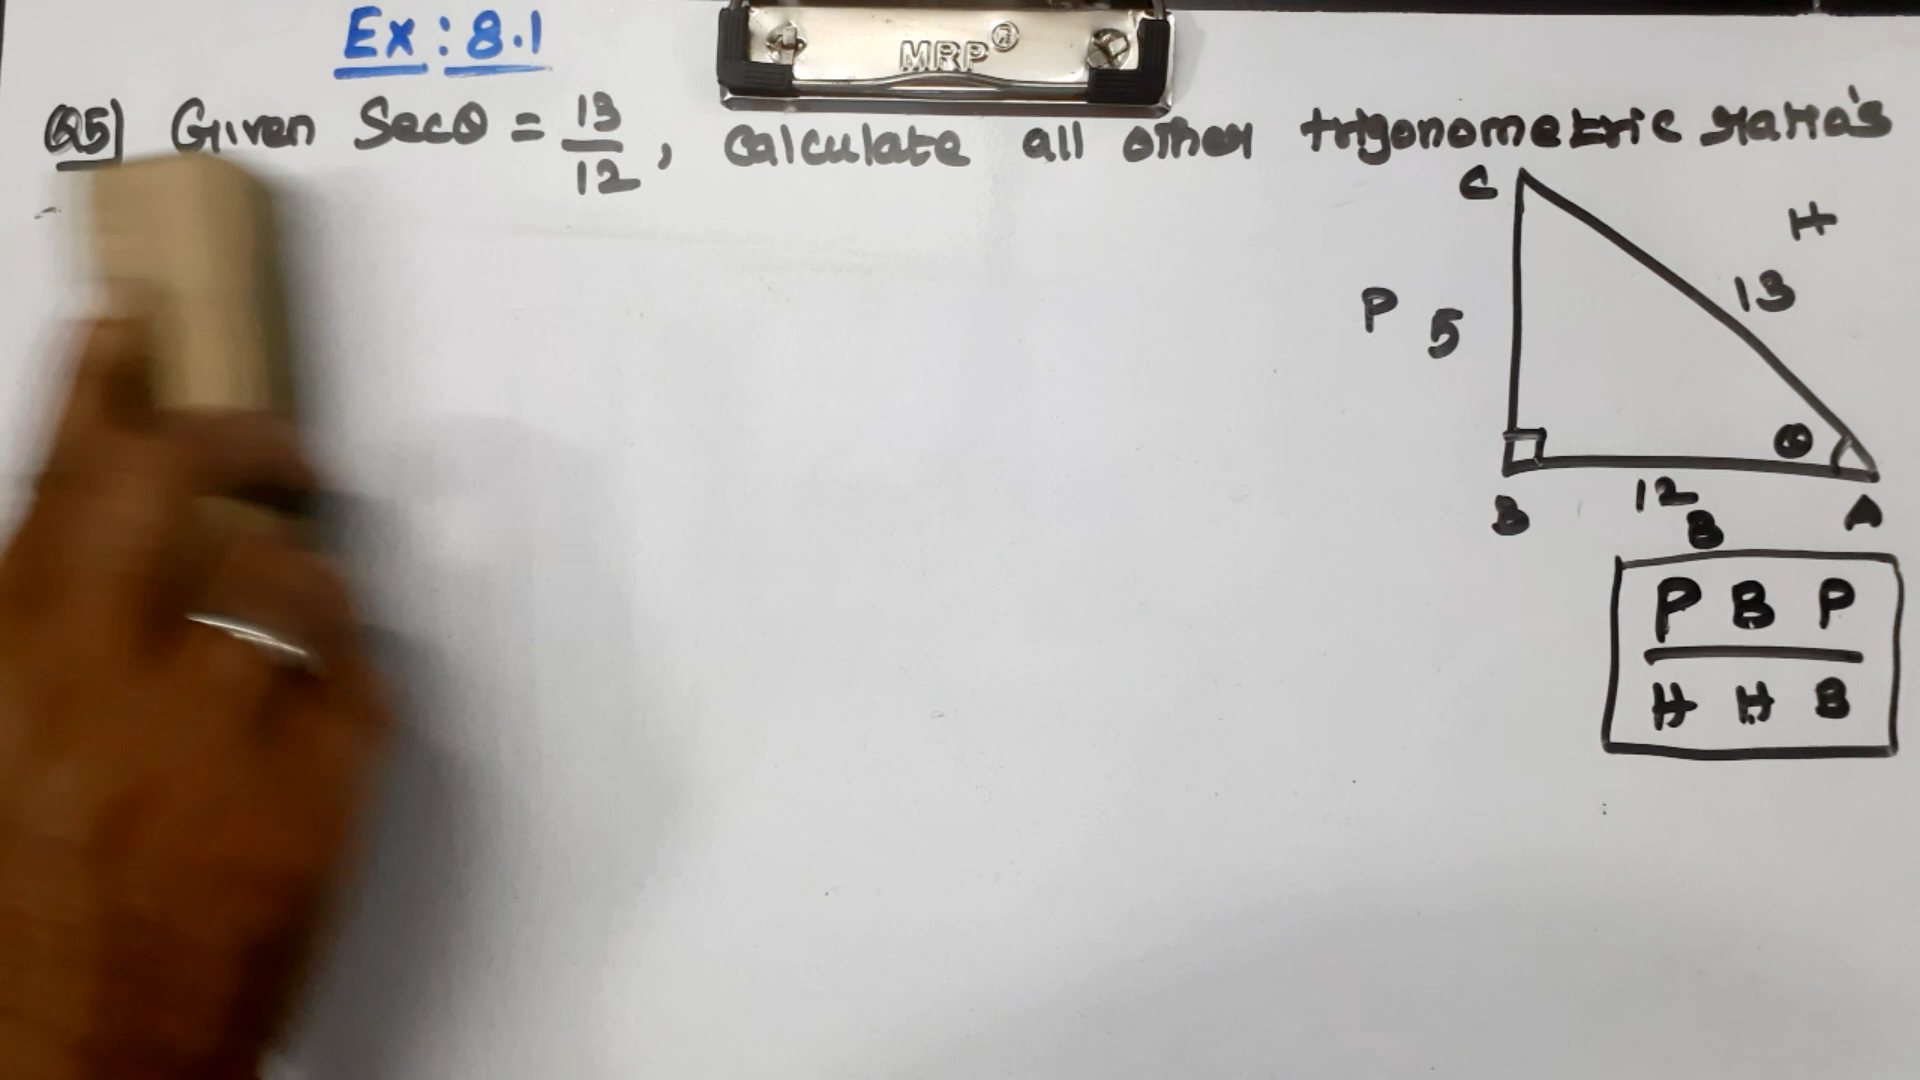 Ex: 8.1
MRP®
Q5) Given Secθ = 13/12, calculate all other trigonometric ratio's
C
H
13
P 5
θ
B 12 A
B
P B P
H H B